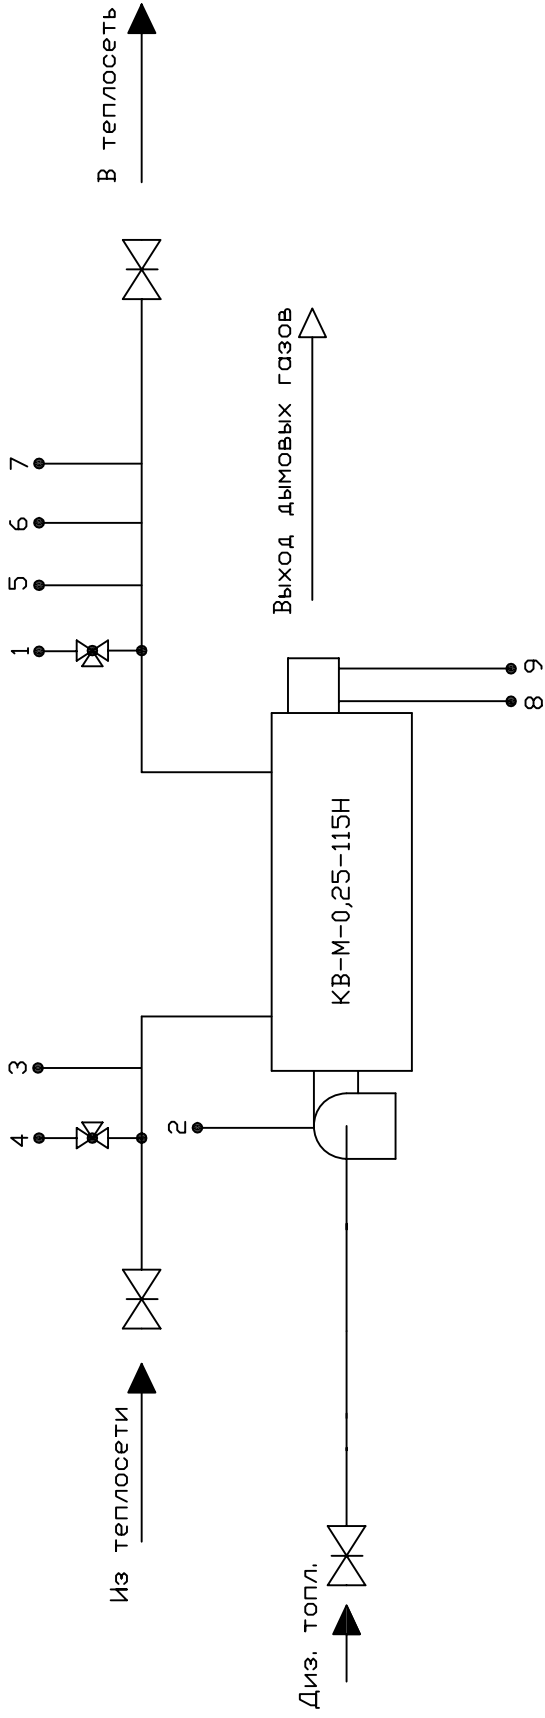 В теплосеть
7
6
5
1
Выход дымовых газов
9
8
КВ-М-0,25-115Н
3
4
2
Из теплосети
Диз. топл.